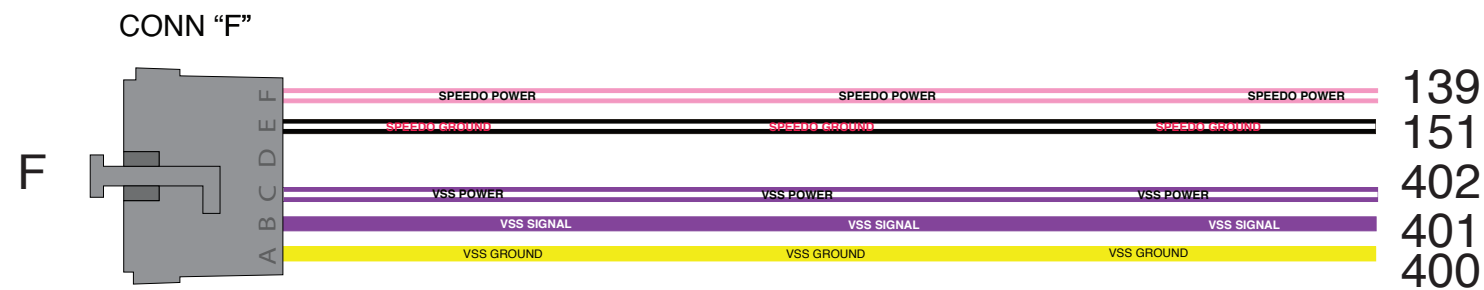 CONN “F”
F
F SPEEDO POWER SPEEDO POWER SPEEDO POWER 139
E SPEEDO GROUND SPEEDO GROUND SPEEDO GROUND 151
D
C VSS POWER VSS POWER VSS POWER 402
B VSS SIGNAL VSS SIGNAL VSS SIGNAL 401
A VSS GROUND VSS GROUND VSS GROUND 400